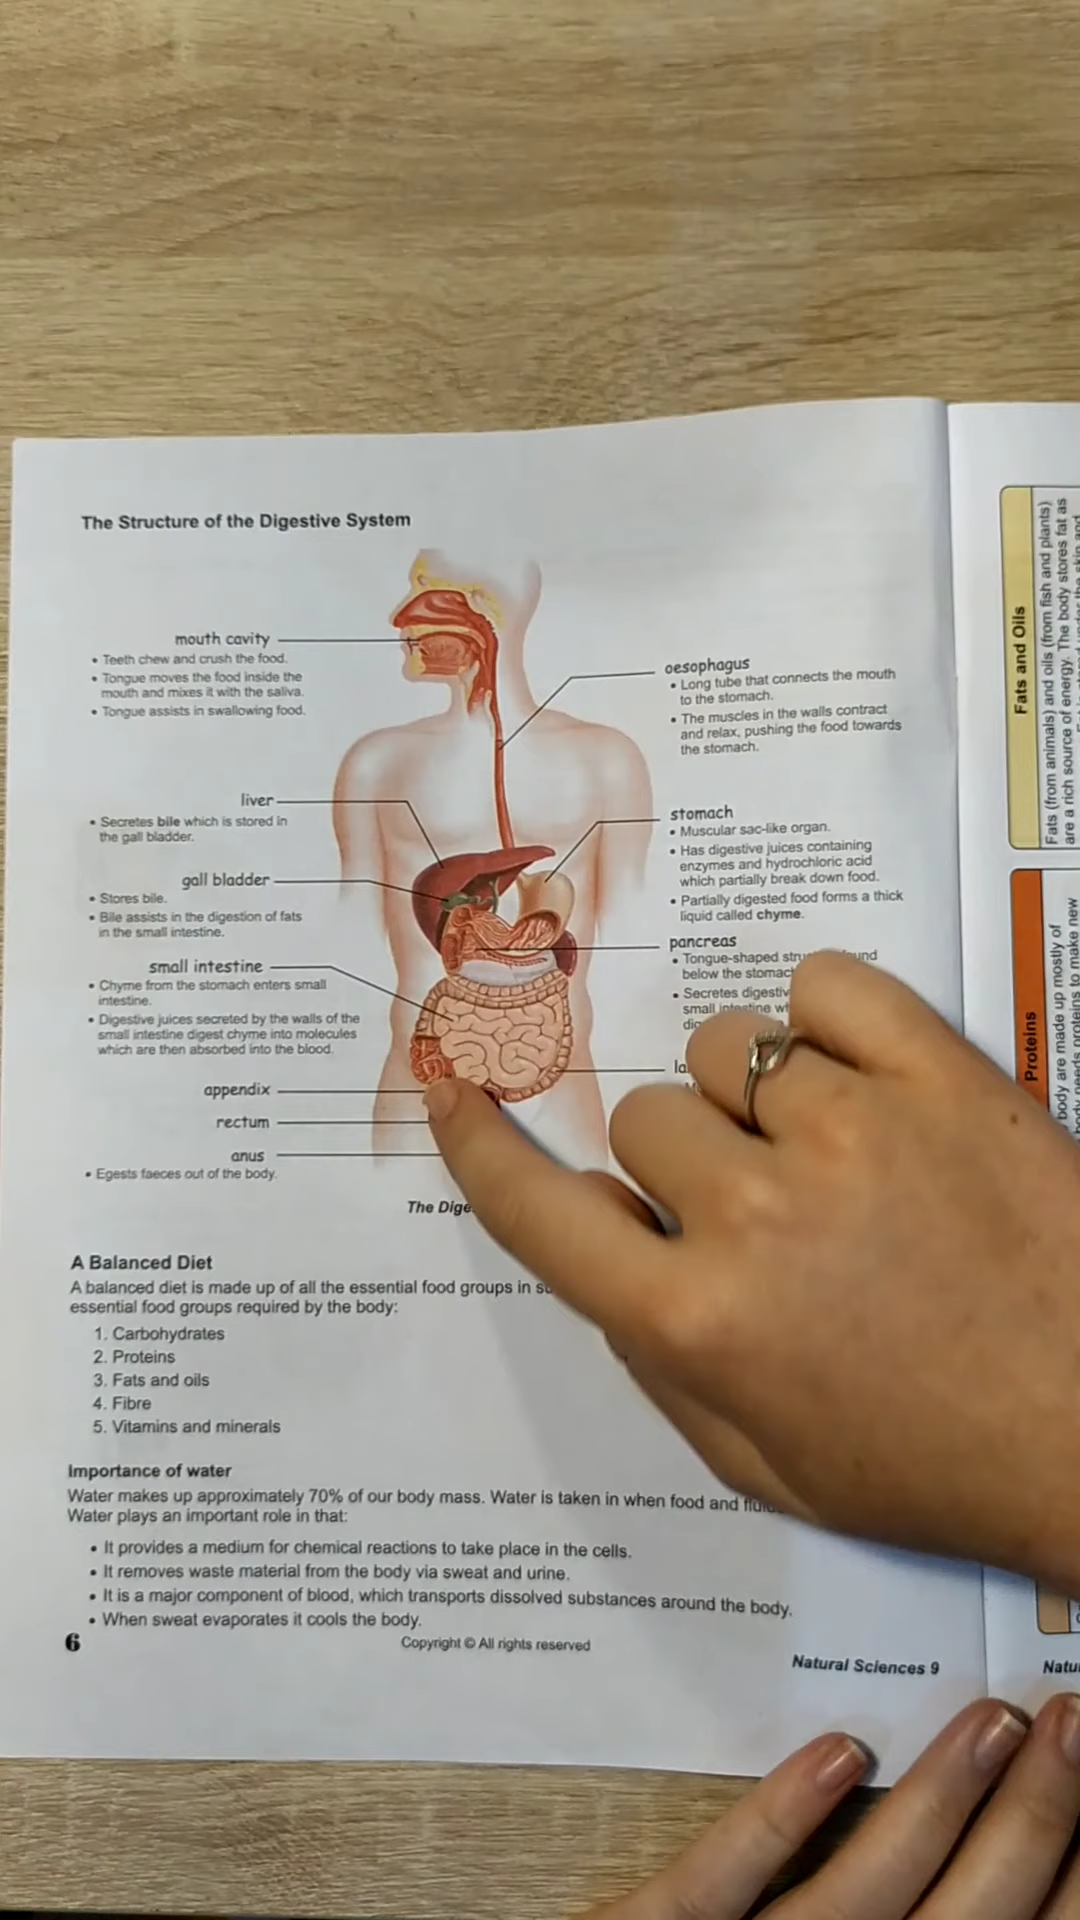 The Structure of the Digestive System
mouth cavity
• Teeth chew and crush the food.
• Tongue moves the food inside the
mouth and mixes it with the saliva.
• Tongue assists in swallowing food.
liver
• Secretes bile which is stored in
the gall bladder.
gall bladder
• Stores bile.
• Bile assists in the digestion of fats
in the small intestine.
small intestine
• Chyme from the stomach enters small
intestine.
• Digestive juices secreted by the walls of the
small intestine digest chyme into molecules
which are then absorbed into the blood.
appendix
rectum
anus
• Egests faeces out of the body.
oesophagus
• Long tube that connects the mouth
to the stomach.
• The muscles in the walls contract
and relax, pushing the food towards
the stomach.
stomach
• Muscular sac-like organ.
• Has digestive juices containing
enzymes and hydrochloric acid
which partially break down food.
• Partially digested food forms a thick
liquid called chyme.
pancreas
• Tongue-shaped
below the
• Secretes
small intestine
The
A Balanced Diet
A balanced diet is made up of all the essential food groups in
essential food groups required by the body:
1. Carbohydrates
2. Proteins
3. Fats and oils
4. Fibre
5. Vitamins and minerals
Importance of water
Water makes up approximately 70% of our body mass. Water is taken in when food and
Water plays an important role in that:
• It provides a medium for chemical reactions to take place in the cells.
• It removes waste material from the body via sweat and urine.
• It is a major component of blood, which transports dissolved substances around the body.
• When sweat evaporates it cools the body.
6
Copyright © All rights reserved
Natural Sciences 9
Fats and Oils
Fats (from animals) and oils (from fish and plants)
are a rich source of energy. The body stores fat as
Proteins
body are made up mostly of
body needs proteins to make new